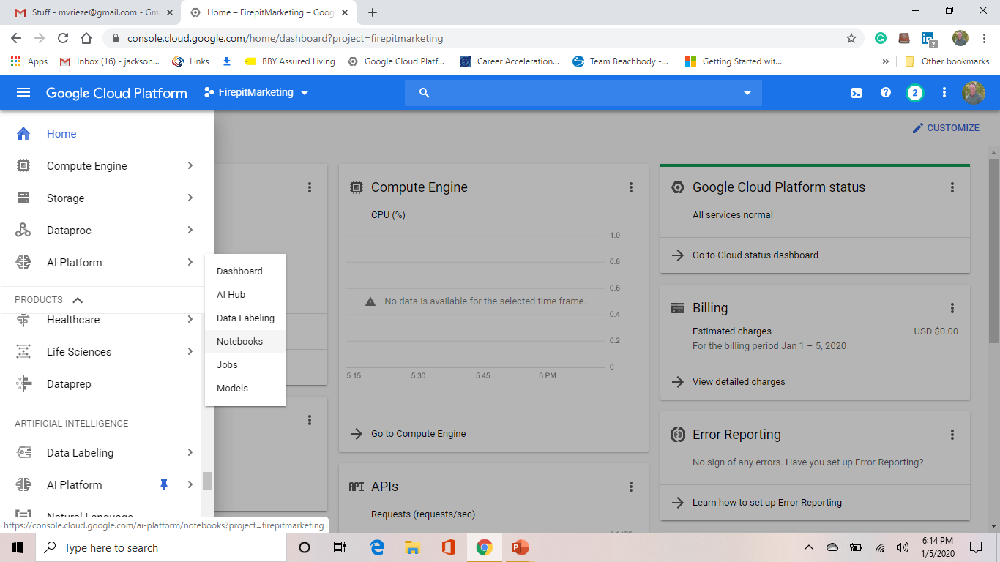 Stuff - mvrieze@gmail.com - Gm
Home – FirepitMarketing – Goog
console.cloud.google.com/home/dashboard?project=firepitmarketing
Apps
Inbox (16) - jackson...
Links
BBY Assured Living
Google Cloud Platf...
Career Acceleration...
Team Beachbody -...
Getting Started wit...
»
Other bookmarks
Google Cloud Platform
FirepitMarketing
2
CUSTOMIZE
Home
Compute Engine
Storage
Dataproc
AI Platform
PRODUCTS
Healthcare
Life Sciences
Dataprep
ARTIFICIAL INTELLIGENCE
Data Labeling
AI Platform
Natural Language
https://console.cloud.google.com/ai-platform/notebooks?project=firepitmarketing
Dashboard
AI Hub
Data Labeling
Notebooks
Jobs
Models
Compute Engine
CPU (%)
1.0
0.8
0.6
No data is available for the selected time frame.
0.4
0.2
0
5:15
5:30
5:45
6 PM
Go to Compute Engine
API APIs
Requests (requests/sec)
Google Cloud Platform status
All services normal
Go to Cloud status dashboard
Billing
Estimated charges
USD $0.00
For the billing period Jan 1 – 5, 2020
View detailed charges
Error Reporting
No sign of any errors. Have you set up Error Reporting?
Learn how to set up Error Reporting
Type here to search
6:14 PM
1/5/2020